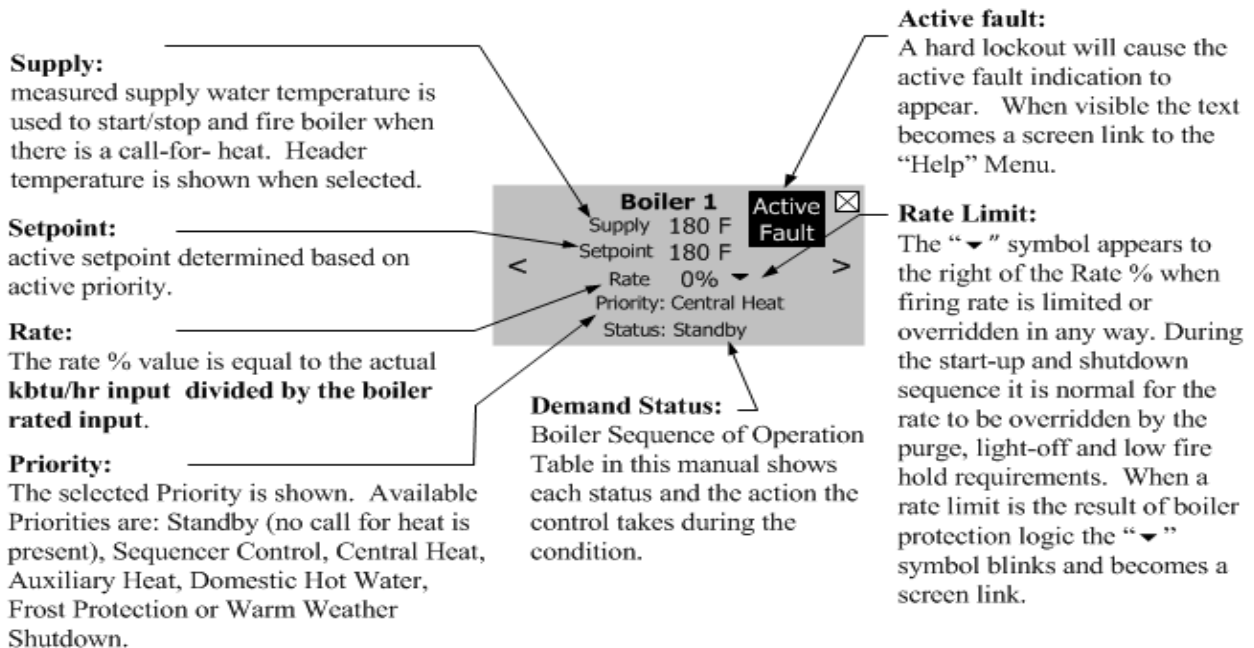 Supply:
measured supply water temperature is
used to start/stop and fire boiler when
there is a call-for- heat.  Header
temperature is shown when selected.
Setpoint:
active setpoint determined based on
active priority.
Rate:
The rate % value is equal to the actual
kbtu/hr input  divided by the boiler
rated input.
Priority:
The selected Priority is shown.  Available
Priorities are: Standby (no call for heat is
present), Sequencer Control, Central Heat,
Auxiliary Heat, Domestic Hot Water,
Frost Protection or Warm Weather
Shutdown.
Boiler 1
Supply 180 F
Setpoint 180 F
Rate 0%
Priority: Central Heat
Status: Standby
Active
Fault
<
>
Demand Status:
Boiler Sequence of Operation
Table in this manual shows
each status and the action the
control takes during the
condition.
Active fault:
A hard lockout will cause the
active fault indication to
appear.   When visible the text
becomes a screen link to the
“Help” Menu.
Rate Limit:
The “▾” symbol appears to
the right of the Rate % when
firing rate is limited or
overridden in any way. During
the start-up and shutdown
sequence it is normal for the
rate to be overridden by the
purge, light-off and low fire
hold requirements.  When a
rate limit is the result of boiler
protection logic the “▾”
symbol blinks and becomes a
screen link.